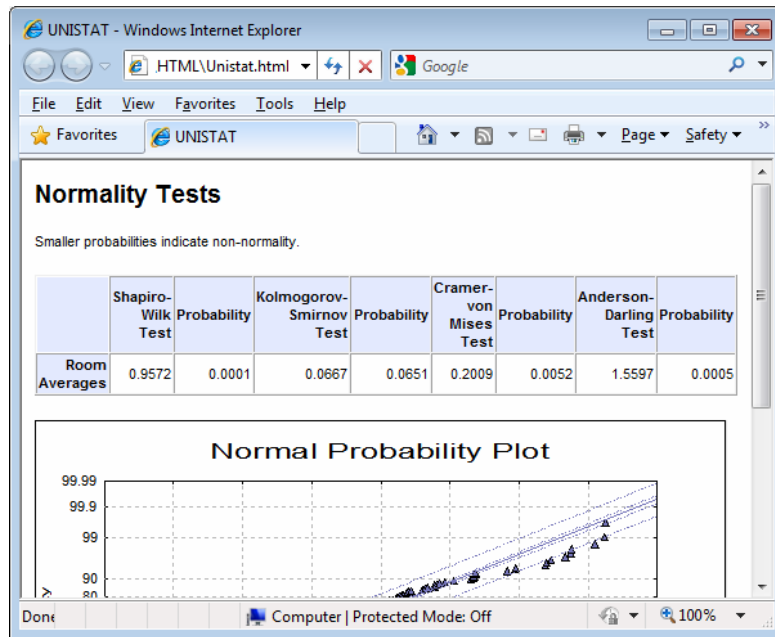 UNISTAT - Windows Internet Explorer
.HTML\Unistat.html
Google
File Edit View Favorites Tools Help
Favorites
UNISTAT
Page
Safety
»
Normality Tests
Smaller probabilities indicate non-normality.
Shapiro-Wilk Test Probability Kolmogorov-Smirnov Test Probability Cramer-von Mises Test Probability Anderson-Darling Test Probability
Room Averages 0.9572 0.0001 0.0667 0.0651 0.2009 0.0052 1.5597 0.0005
Normal Probability Plot
99.99
99.9
99
90
80
Done
Computer | Protected Mode: Off
100%